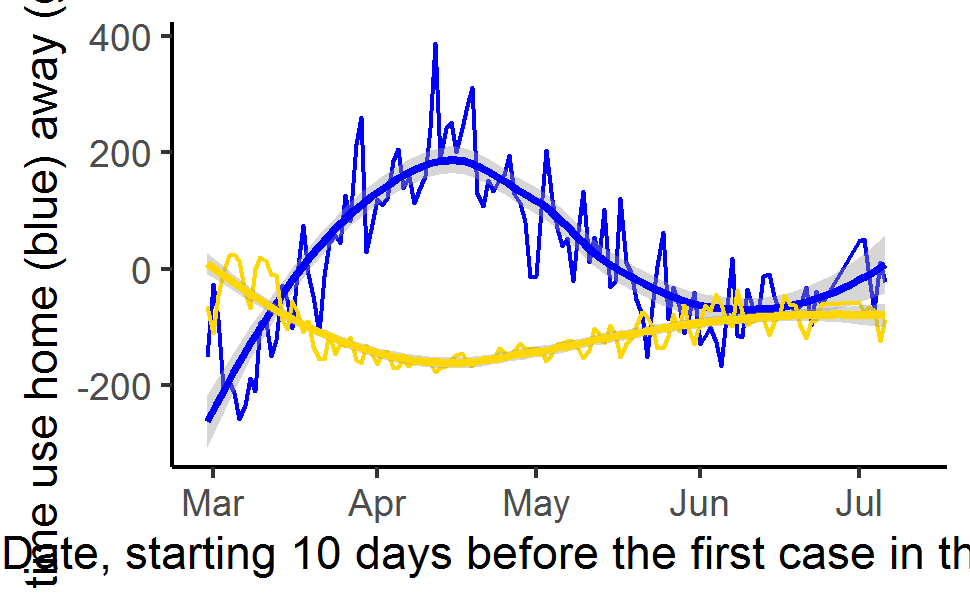 time use home (blue) away (
400
200
0
-200
Mar Apr May Jun Jul
Date, starting 10 days before the first case in th